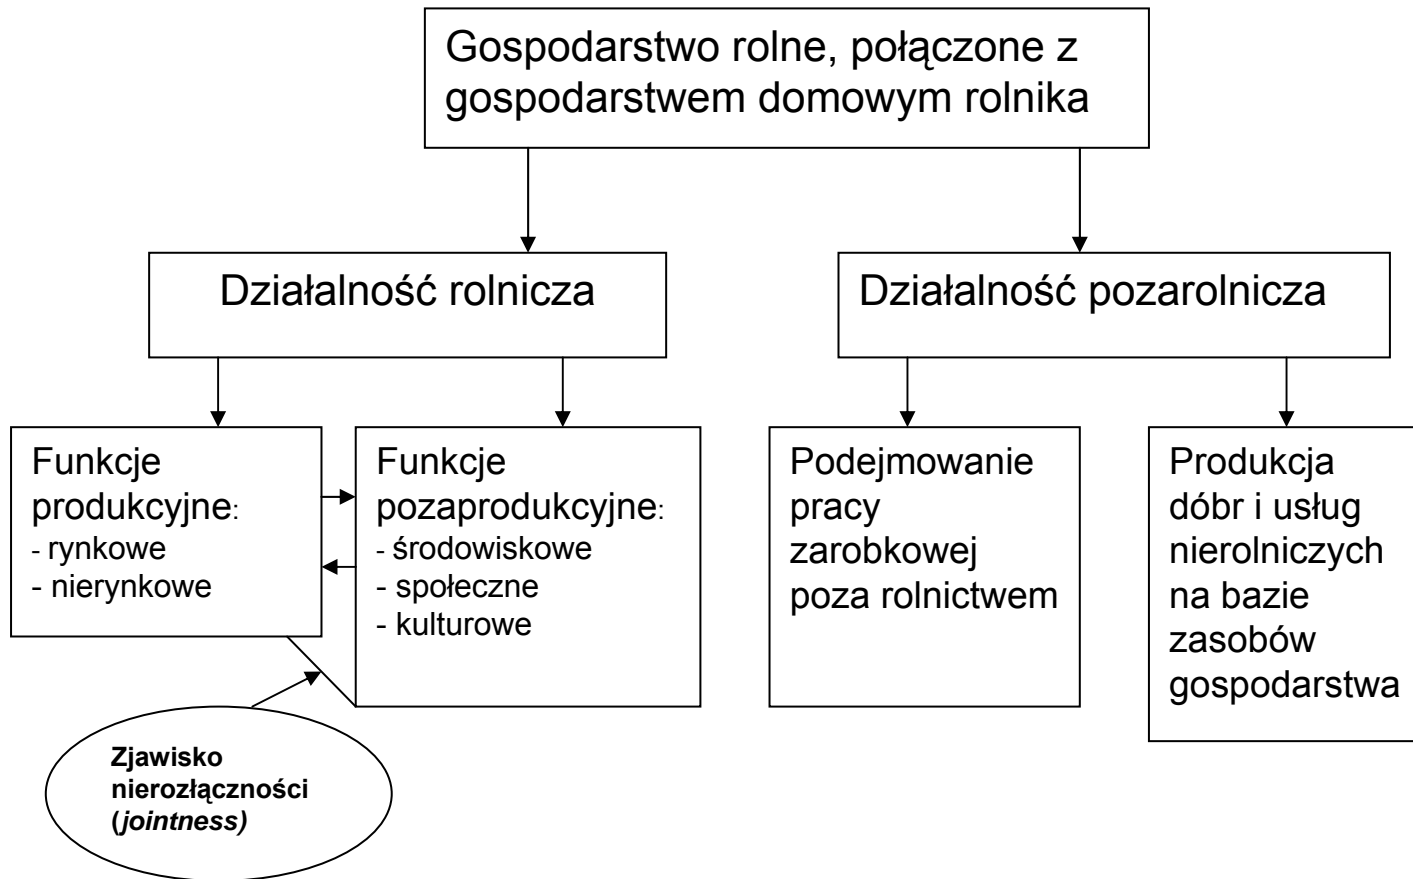 Gospodarstwo rolne, połączone z
gospodarstwem domowym rolnika
Działalność rolnicza
Działalność pozarolnicza
Funkcje
produkcyjne:
- rynkowe
- nierynkowe
Funkcje
pozaprodukcyjne:
- środowiskowe
- społeczne
- kulturowe
Podejmowanie
pracy
zarobkowej
poza rolnictwem
Produkcja
dóbr i usług
nierolniczych
na bazie
zasobów
gospodarstwa
Zjawisko
nierozłączności
(jointness)